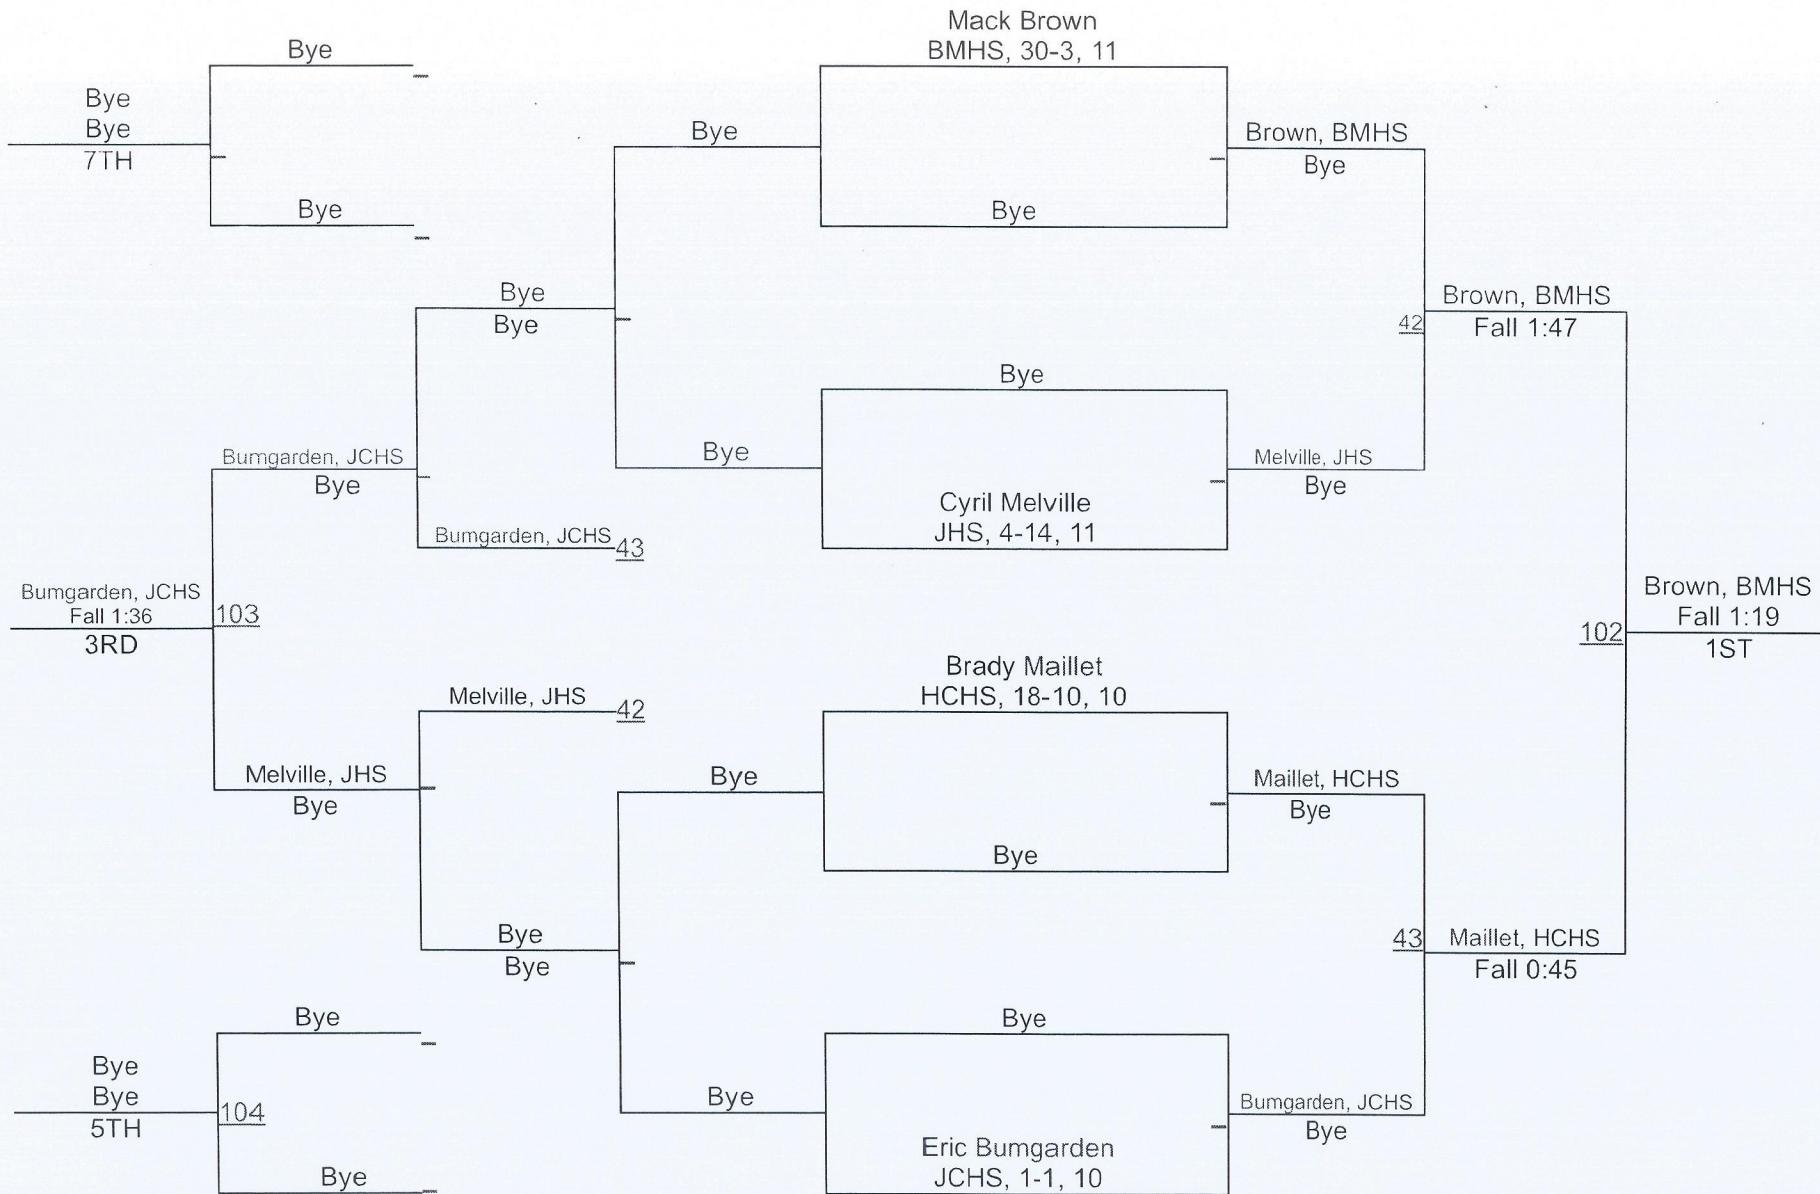 Mack Brown
BMHS, 30-3, 11
Bye
Bye
Bye
7TH
Bye
Brown, BMHS
Bye
Bye
Bye
Bye
Bye
Brown, BMHS
42
Fall 1:47
Bye
Bumgarden, JCHS
Bye
Bye
Melville, JHS
Bye
Cyril Melville
JHS, 4-14, 11
Bumgarden, JCHS
43
Bumgarden, JCHS
Fall 1:36
3RD
103
Brown, BMHS
Fall 1:19
1ST
102
Brady Maillet
HCHS, 18-10, 10
Melville, JHS
42
Melville, JHS
Bye
Bye
Maillet, HCHS
Bye
Bye
Bye
Bye
43
Maillet, HCHS
Fall 0:45
Bye
Bye
Bye
Bye
5TH
104
Bye
Bumgarden, JCHS
Bye
Eric Bumgarden
JCHS, 1-1, 10
Bye